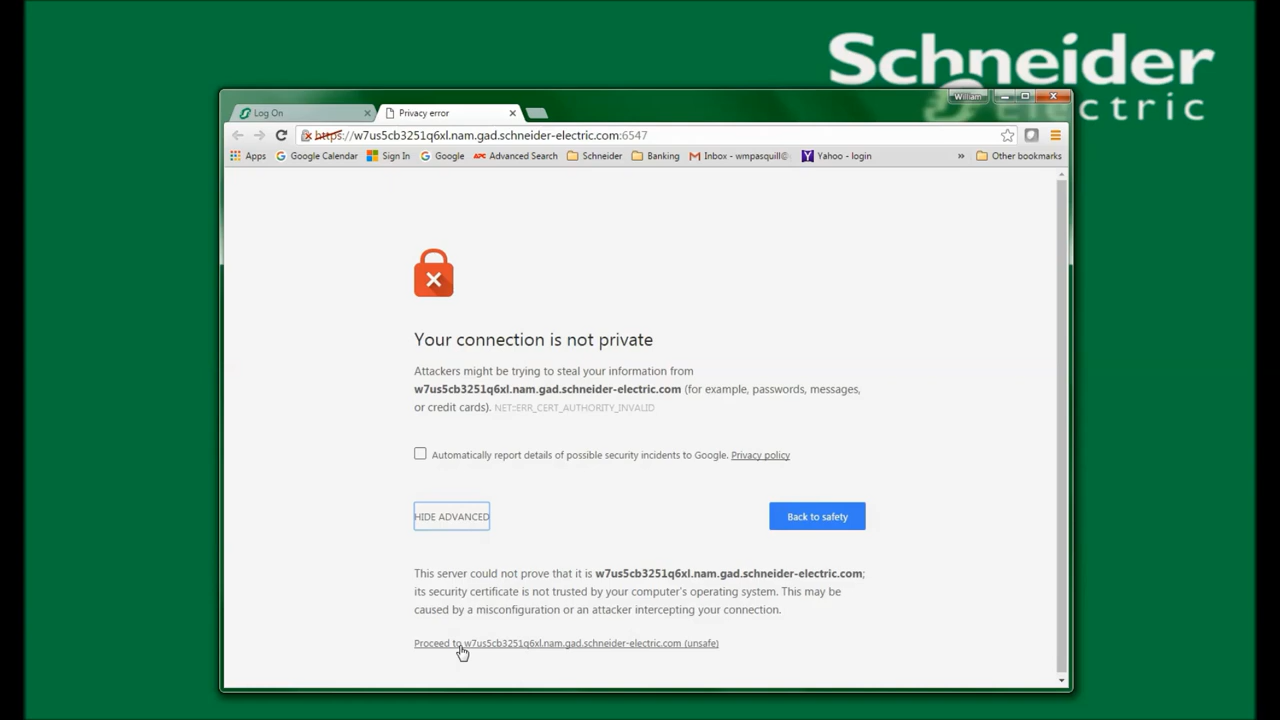 Schneider
Electric
William
Log On
Privacy error
https://w7us5cb3251q6xl.nam.gad.schneider-electric.com:6547
Apps Google Calendar Sign In Google APC Advanced Search Schneider Banking Inbox - wmpasquill@ Yahoo - login » Other bookmarks
Your connection is not private
Attackers might be trying to steal your information from
w7us5cb3251q6xl.nam.gad.schneider-electric.com (for example, passwords, messages,
or credit cards). NET::ERR_CERT_AUTHORITY_INVALID
Automatically report details of possible security incidents to Google. Privacy policy
HIDE ADVANCED
Back to safety
This server could not prove that it is w7us5cb3251q6xl.nam.gad.schneider-electric.com;
its security certificate is not trusted by your computer's operating system. This may be
caused by a misconfiguration or an attacker intercepting your connection.
Proceed to w7us5cb3251q6xl.nam.gad.schneider-electric.com (unsafe)